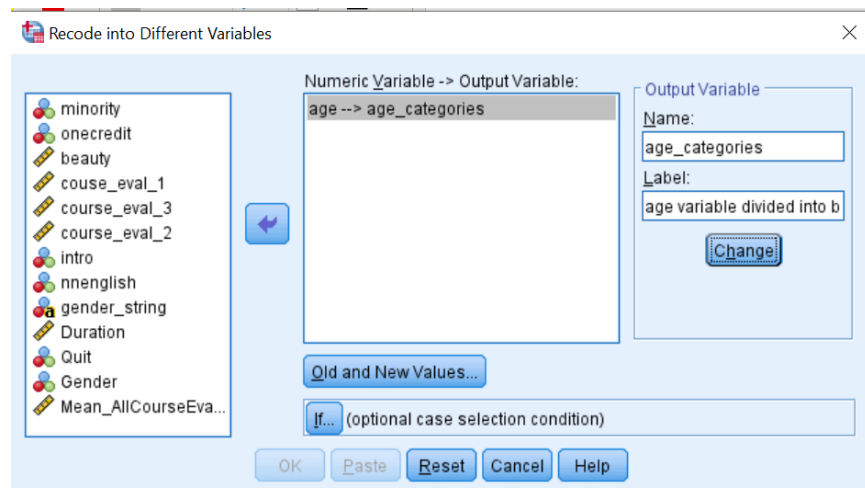 Recode into Different Variables
minority
onecredit
beauty
couse_eval_1
course_eval_3
course_eval_2
intro
nnenglish
a gender_string
Duration
Quit
Gender
Mean_AllCourseEva...
Numeric Variable -> Output Variable:
age --> age_categories
Old and New Values...
If... (optional case selection condition)
Output Variable
Name:
age_categories
Label:
age variable divided into b
Change
OK Paste Reset Cancel Help